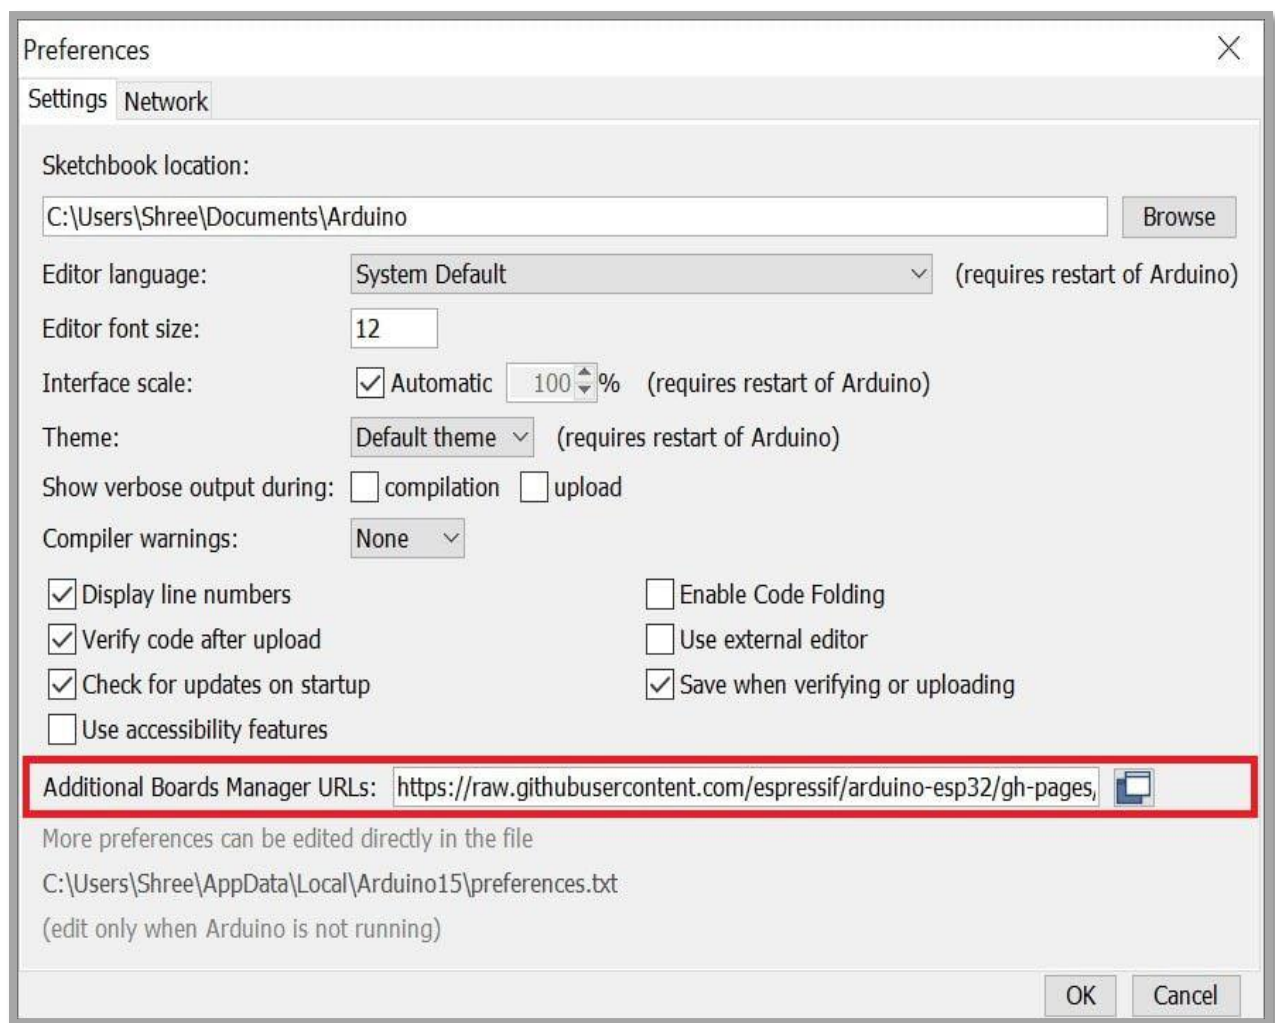 Preferences
Settings Network
Sketchbook location:
C:\Users\Shree\Documents\Arduino Browse
Editor language: System Default (requires restart of Arduino)
Editor font size: 12
Interface scale: Automatic 100 % (requires restart of Arduino)
Theme: Default theme (requires restart of Arduino)
Show verbose output during: compilation upload
Compiler warnings: None
Display line numbers Enable Code Folding
Verify code after upload Use external editor
Check for updates on startup Save when verifying or uploading
Use accessibility features
Additional Boards Manager URLs: https://raw.githubusercontent.com/espressif/arduino-esp32/gh-pages/
More preferences can be edited directly in the file
C:\Users\Shree\AppData\Local\Arduino15\preferences.txt
(edit only when Arduino is not running)
OK Cancel